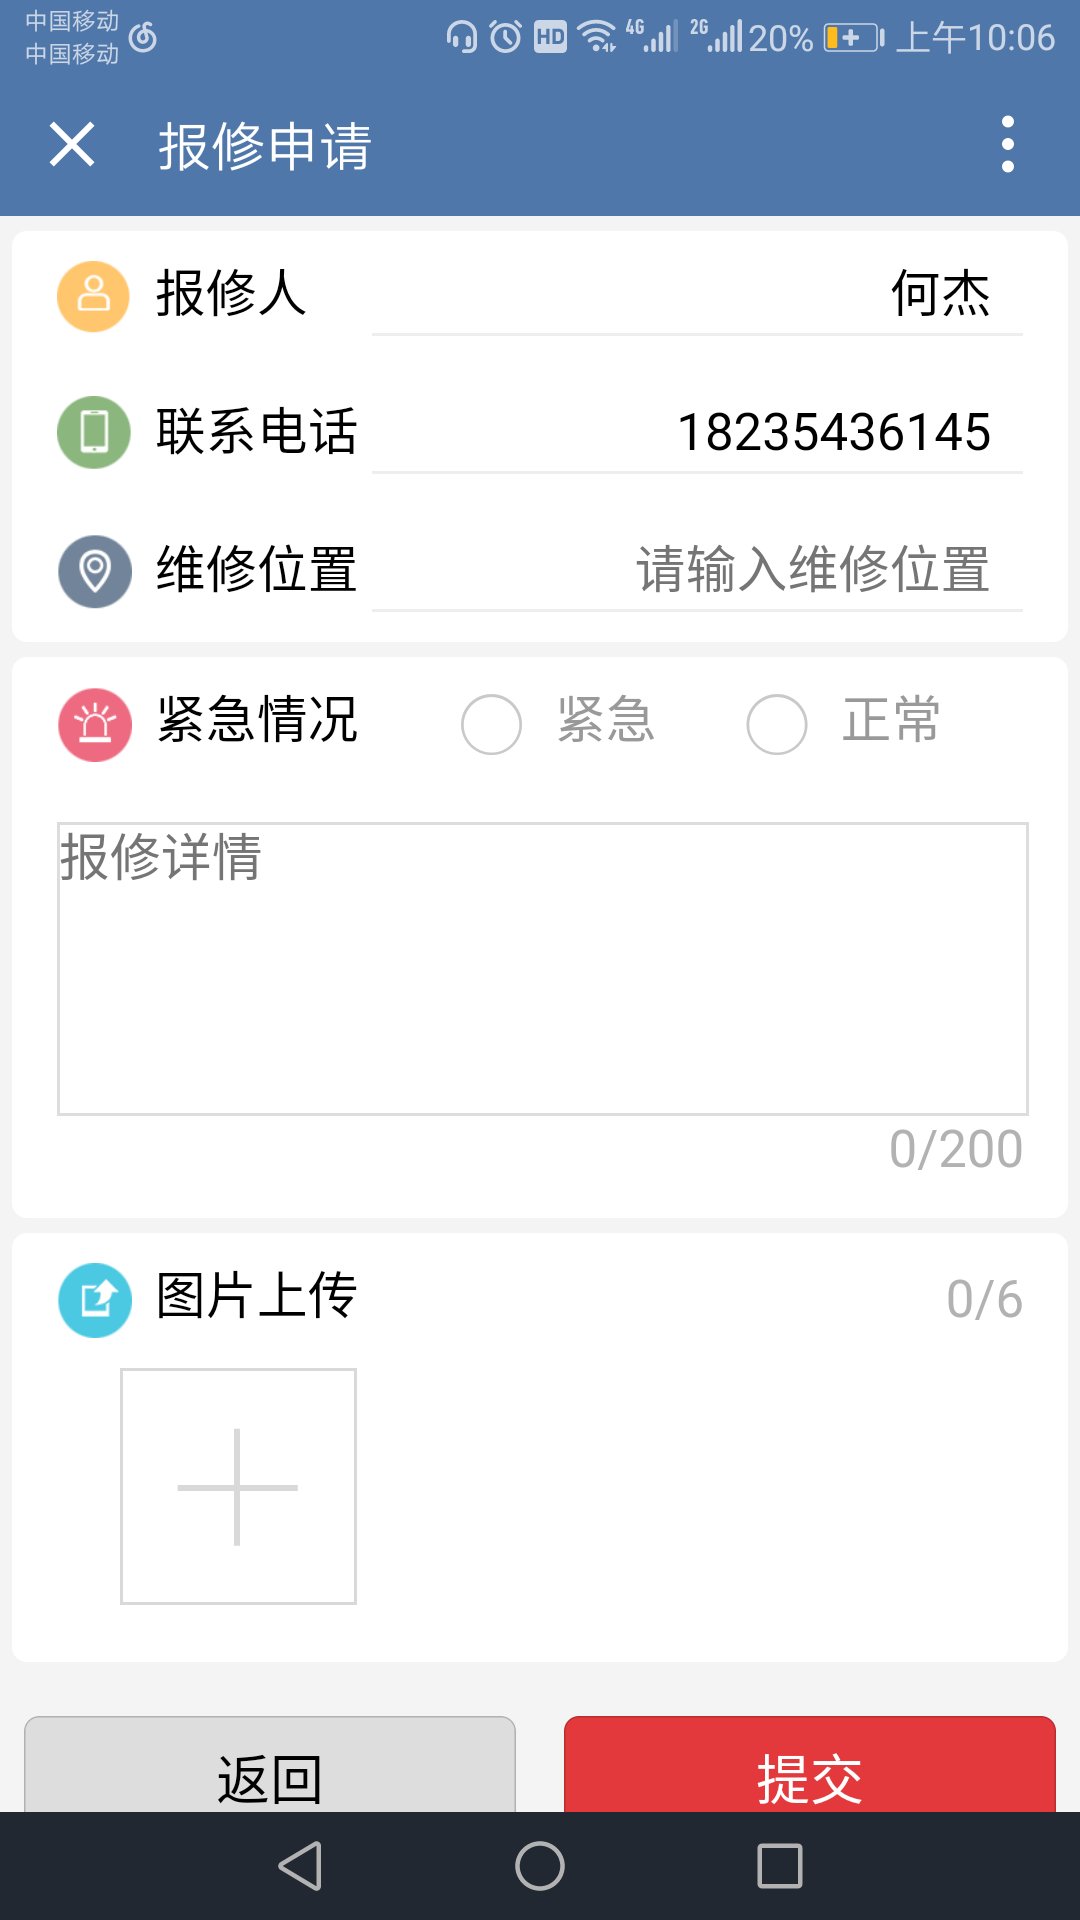 中国移动
中国移动
HD 4G 2G 20% 上午10:06
报修申请
报修人 何杰
联系电话 18235436145
维修位置 请输入维修位置
紧急情况 紧急 正常
报修详情
0/200
图片上传 0/6
返回 提交